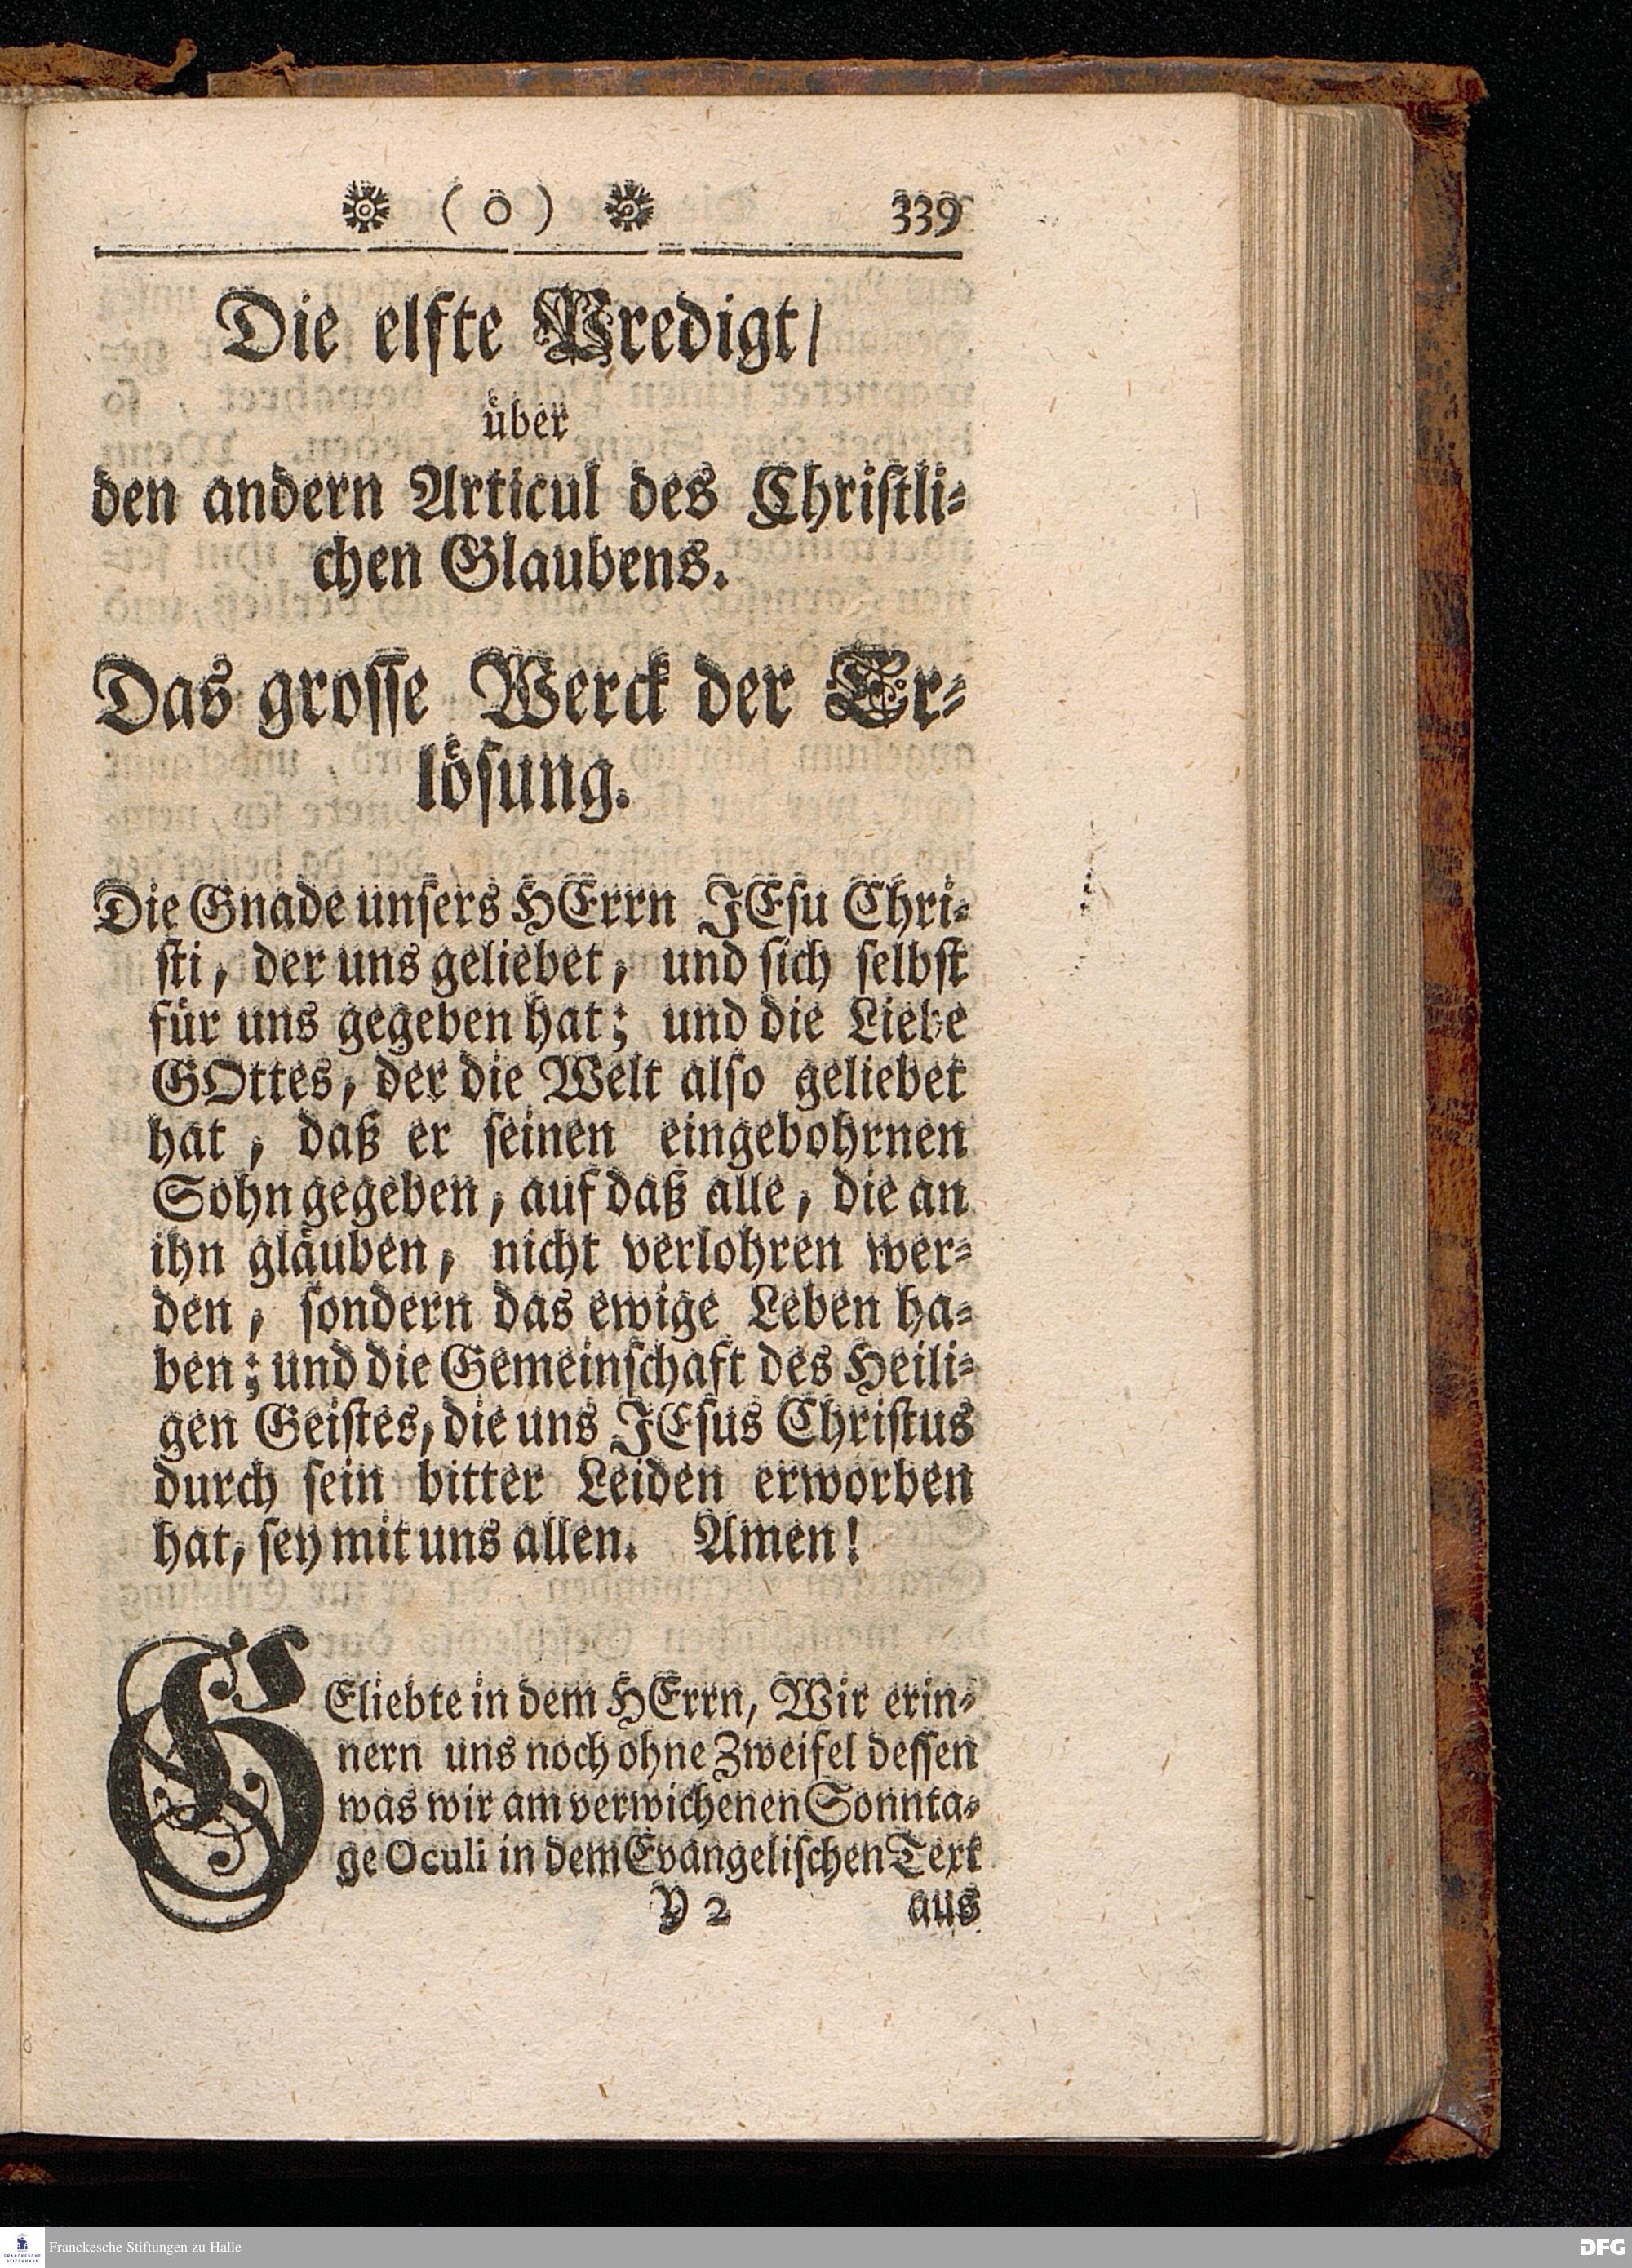 ( O ) 339
Die elfte Predigt/
über
den andern Articul des Christli-
chen Glaubens.
Das grosse Werck der Er-
lösung.
Die Gnade unsers HErrn JEsu Chri-
sti, der uns geliebet, und sich selbst
für uns gegeben hat; und die Liebe
GOttes, der die Welt also geliebet
hat, daß er seinen eingebohrnen
Sohn gegeben, auf daß alle, die an
ihn gläuben, nicht verlohren wer-
den, sondern das ewige Leben ha-
ben; und die Gemeinschaft des Heili-
gen Geistes, die uns JEsus Christus
durch sein bitter Leiden erworben
hat, sey mit uns allen. Amen!
GEliebte in dem HErrn, Wir erin-
nern uns noch ohne Zweifel dessen
was wir am verwichenen Sonnta-
ge Oculi in dem Evangelischen Text
Y 2 aus
FRANCKESCHE STIFTUNGEN
Franckesche Stiftungen zu Halle
DFG